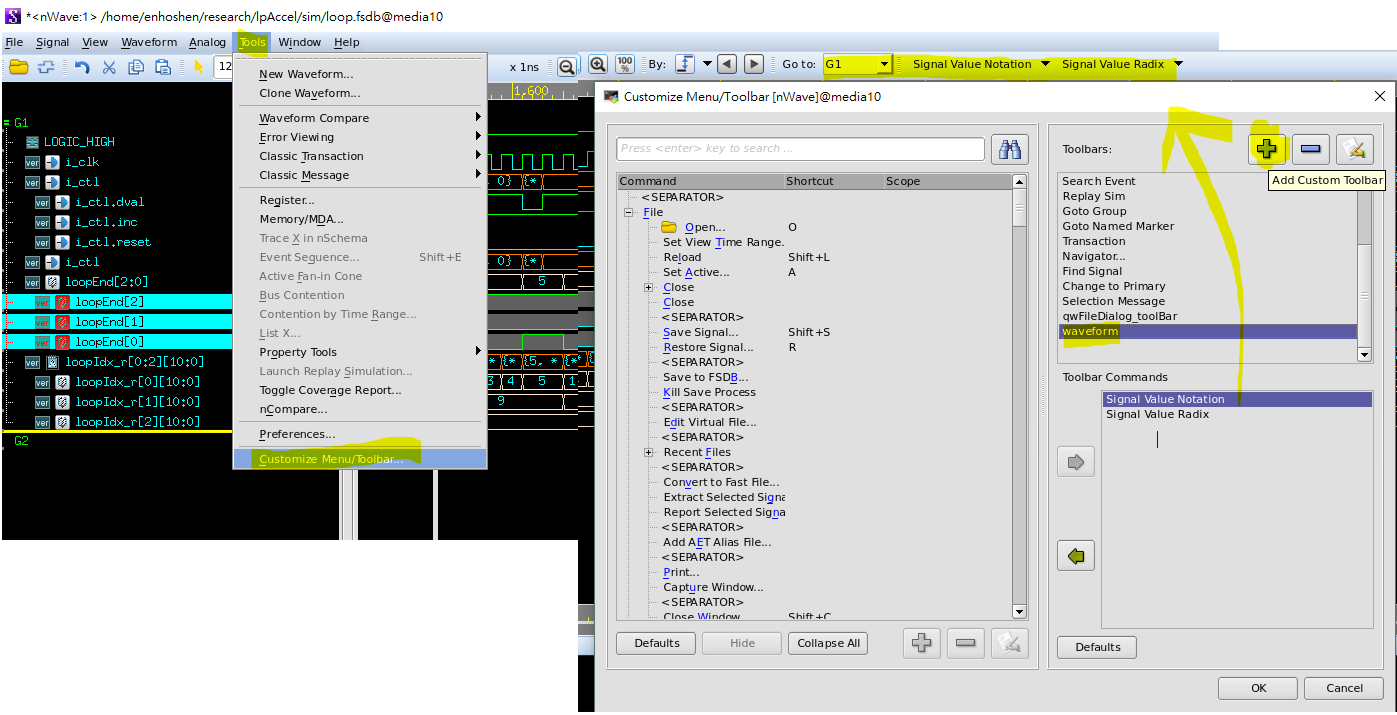 *<nWave:1> /home/enhoshen/research/lpAccel/sim/loop.fsdb@media10
File Signal View Waveform Analog Tools Window Help
12
x 1ns
100 %
By:
Go to: G1
Signal Value Notation
Signal Value Radix
1,600
= G1
LOGIC_HIGH
ver i_clk
ver i_ctl
ver i_ctl.dval
ver i_ctl.inc
ver i_ctl.reset
ver i_ctl
ver loopEnd[2:0]
ver loopEnd[2]
ver loopEnd[1]
ver loopEnd[0]
ver loopIdx_r[0:2][10:0]
ver loopIdx_r[0][10:0]
ver loopIdx_r[1][10:0]
ver loopIdx_r[2][10:0]
G2
New Waveform...
Clone Waveform...
Waveform Compare
Error Viewing
Classic Transaction
Classic Message
Register...
Memory/MDA...
Trace X in nSchema
Event Sequence... Shift+E
Active Fan-in Cone
Bus Contention
Contention by Time Range...
List X...
Property Tools
Launch Replay Simulation...
Toggle Coverage Report...
nCompare...
Preferences...
Customize Menu/Toolbar...
0} {*
0} {*
5
* {* {5, * {*
3 4 5 1
9
Customize Menu/Toolbar [nWave]@media10
Press <enter> key to search ...
Command Shortcut Scope
<SEPARATOR>
File
Open... O
Set View Time Range.
Reload Shift+L
Set Active... A
Close
Close
<SEPARATOR>
Save Signal... Shift+S
Restore Signal... R
<SEPARATOR>
Save to FSDB...
Kill Save Process
<SEPARATOR>
Edit Virtual File...
<SEPARATOR>
Recent Files
<SEPARATOR>
Convert to Fast File...
Extract Selected Signa
Report Selected Signa
<SEPARATOR>
Add AET Alias File...
<SEPARATOR>
Print...
Capture Window...
<SEPARATOR>
Close Window Shift+C
Defaults
Hide
Collapse All
Toolbars:
Add Custom Toolbar
Search Event
Replay Sim
Goto Group
Goto Named Marker
Transaction
Navigator...
Find Signal
Change to Primary
Selection Message
qwFileDialog_toolBar
waveform
Toolbar Commands
Signal Value Notation
Signal Value Radix
Defaults
OK
Cancel